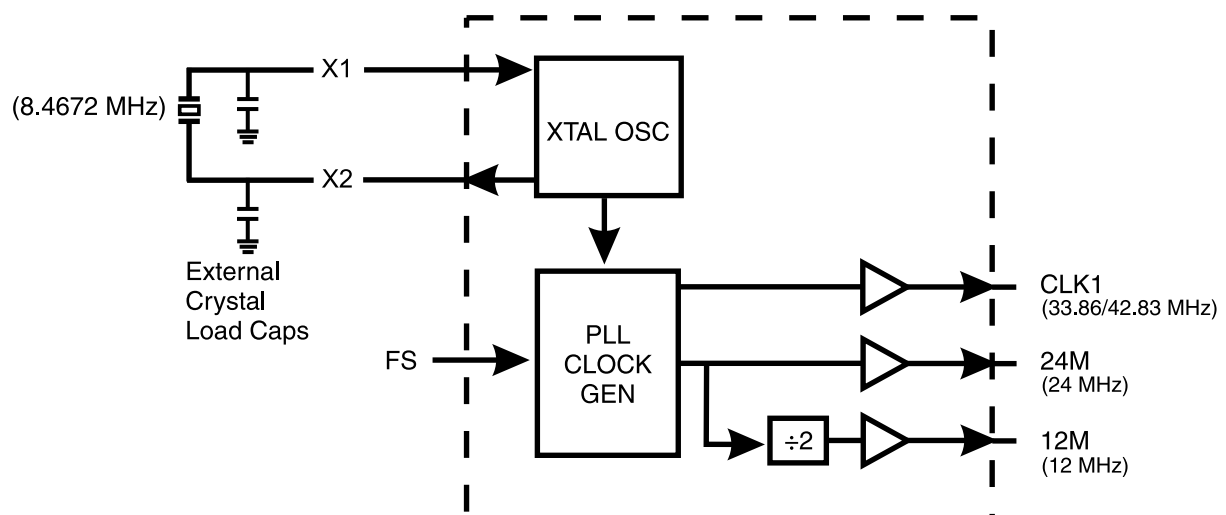 X1
(8.4672 MHz)
XTAL OSC
X2
External
Crystal
Load Caps
CLK1
(33.86/42.83 MHz)
PLL
CLOCK
GEN
FS
24M
(24 MHz)
÷2
12M
(12 MHz)